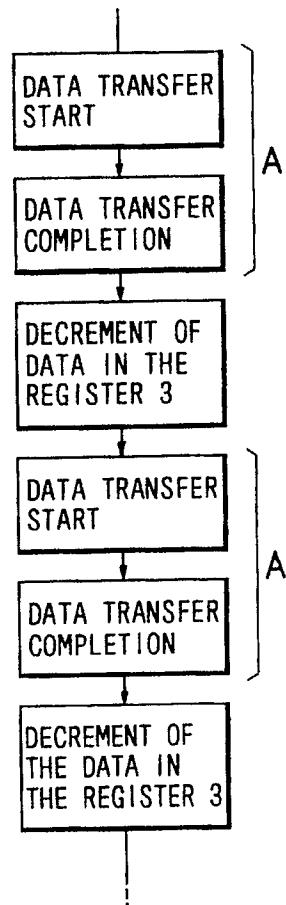 DATA TRANSFER
START
A
DATA TRANSFER
COMPLETION
DECREMENT OF
DATA IN THE
REGISTER 3
DATA TRANSFER
START
A
DATA TRANSFER
COMPLETION
DECREMENT OF
THE DATA IN
THE REGISTER 3